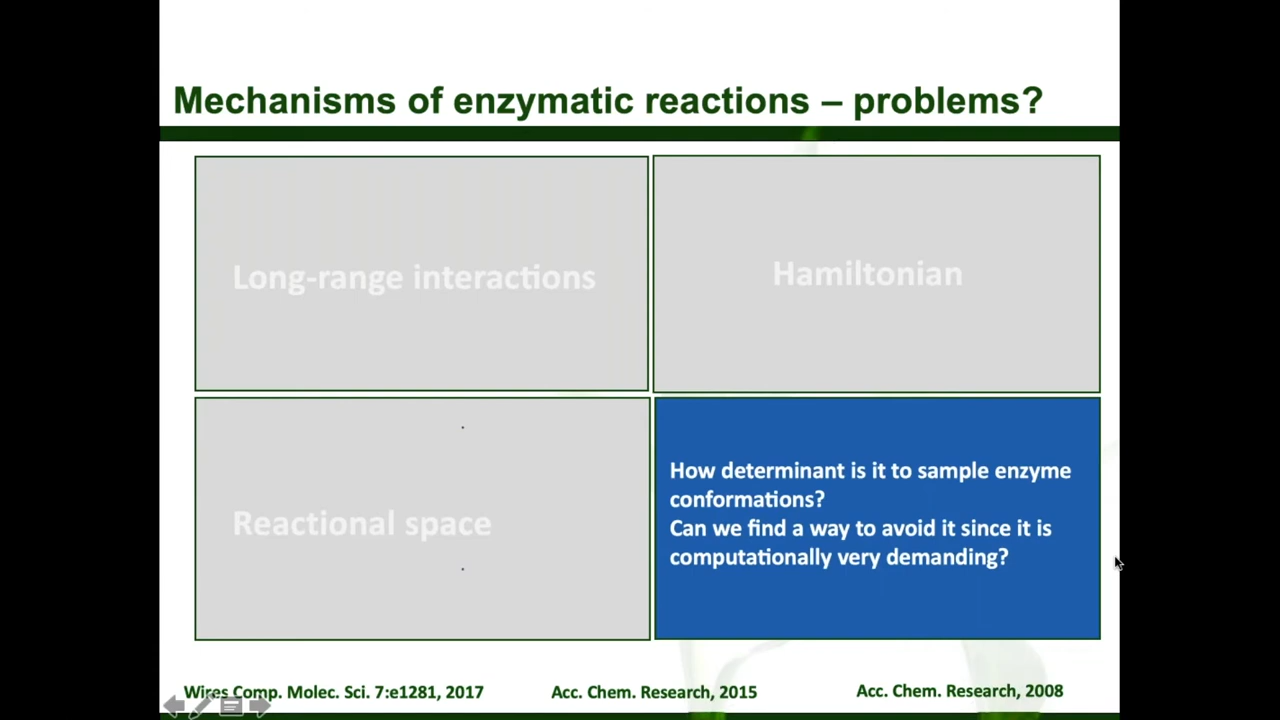 Mechanisms of enzymatic reactions – problems?
Long-range interactions
Hamiltonian
Reactional space
How determinant is it to sample enzyme
conformations?
Can we find a way to avoid it since it is
computationally very demanding?
Wires Comp. Molec. Sci. 7:e1281, 2017
Acc. Chem. Research, 2015
Acc. Chem. Research, 2008